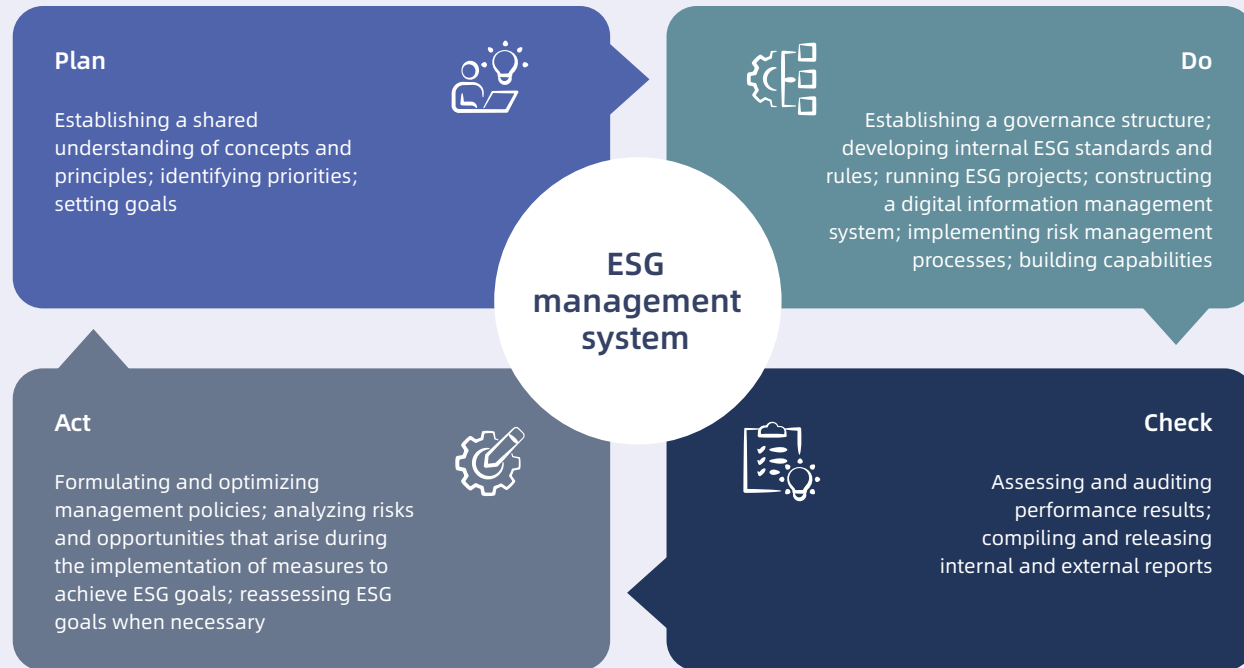 Plan
Establishing a shared
understanding of concepts and
principles; identifying priorities;
setting goals
Do
Establishing a governance structure;
developing internal ESG standards and
rules; running ESG projects; constructing
a digital information management
system; implementing risk management
processes; building capabilities
ESG
management
system
Act
Formulating and optimizing
management policies; analyzing risks
and opportunities that arise during
the implementation of measures to
achieve ESG goals; reassessing ESG
goals when necessary
Check
Assessing and auditing
performance results;
compiling and releasing
internal and external reports